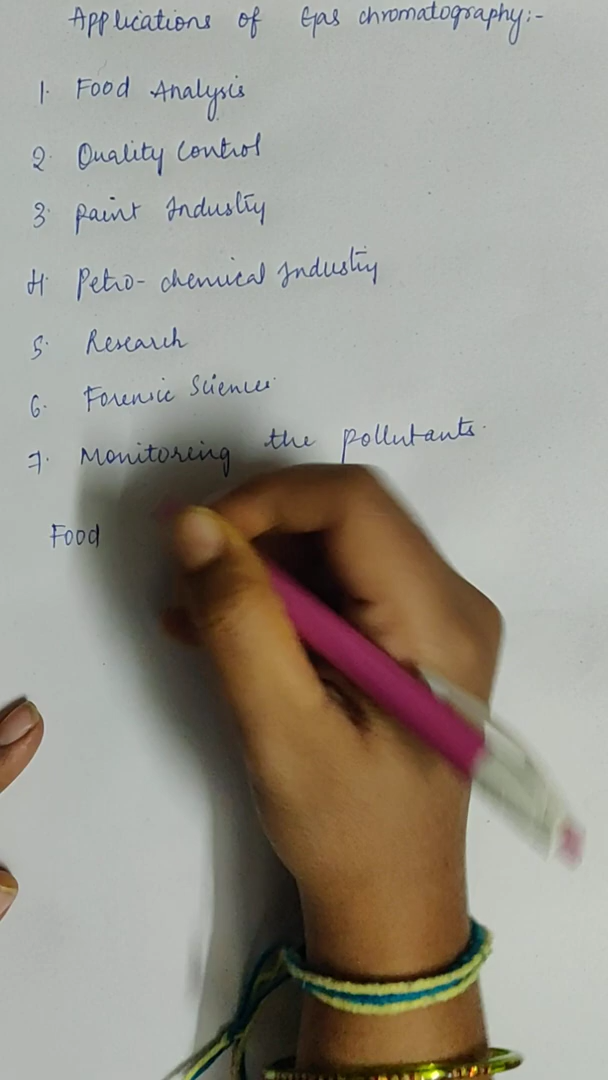 Applications of Gas chromatography:-
1. Food Analysis
2. Quality Control
3. Paint Industry
4. Petro-chemical Industry
5. Research
6. Forensic Science
7. Monitoring the pollutants.
Food